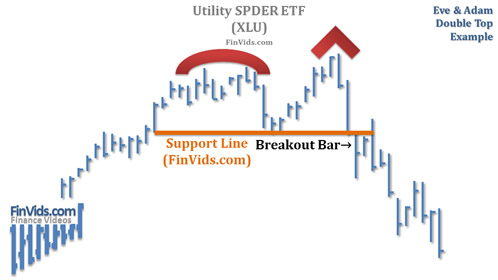 Utility SPDER ETF
(XLU)
FinVids.com
Eve & Adam
Double Top
Example
Support Line
(FinVids.com)
Breakout Bar→
FinVids.com
Finance Videos